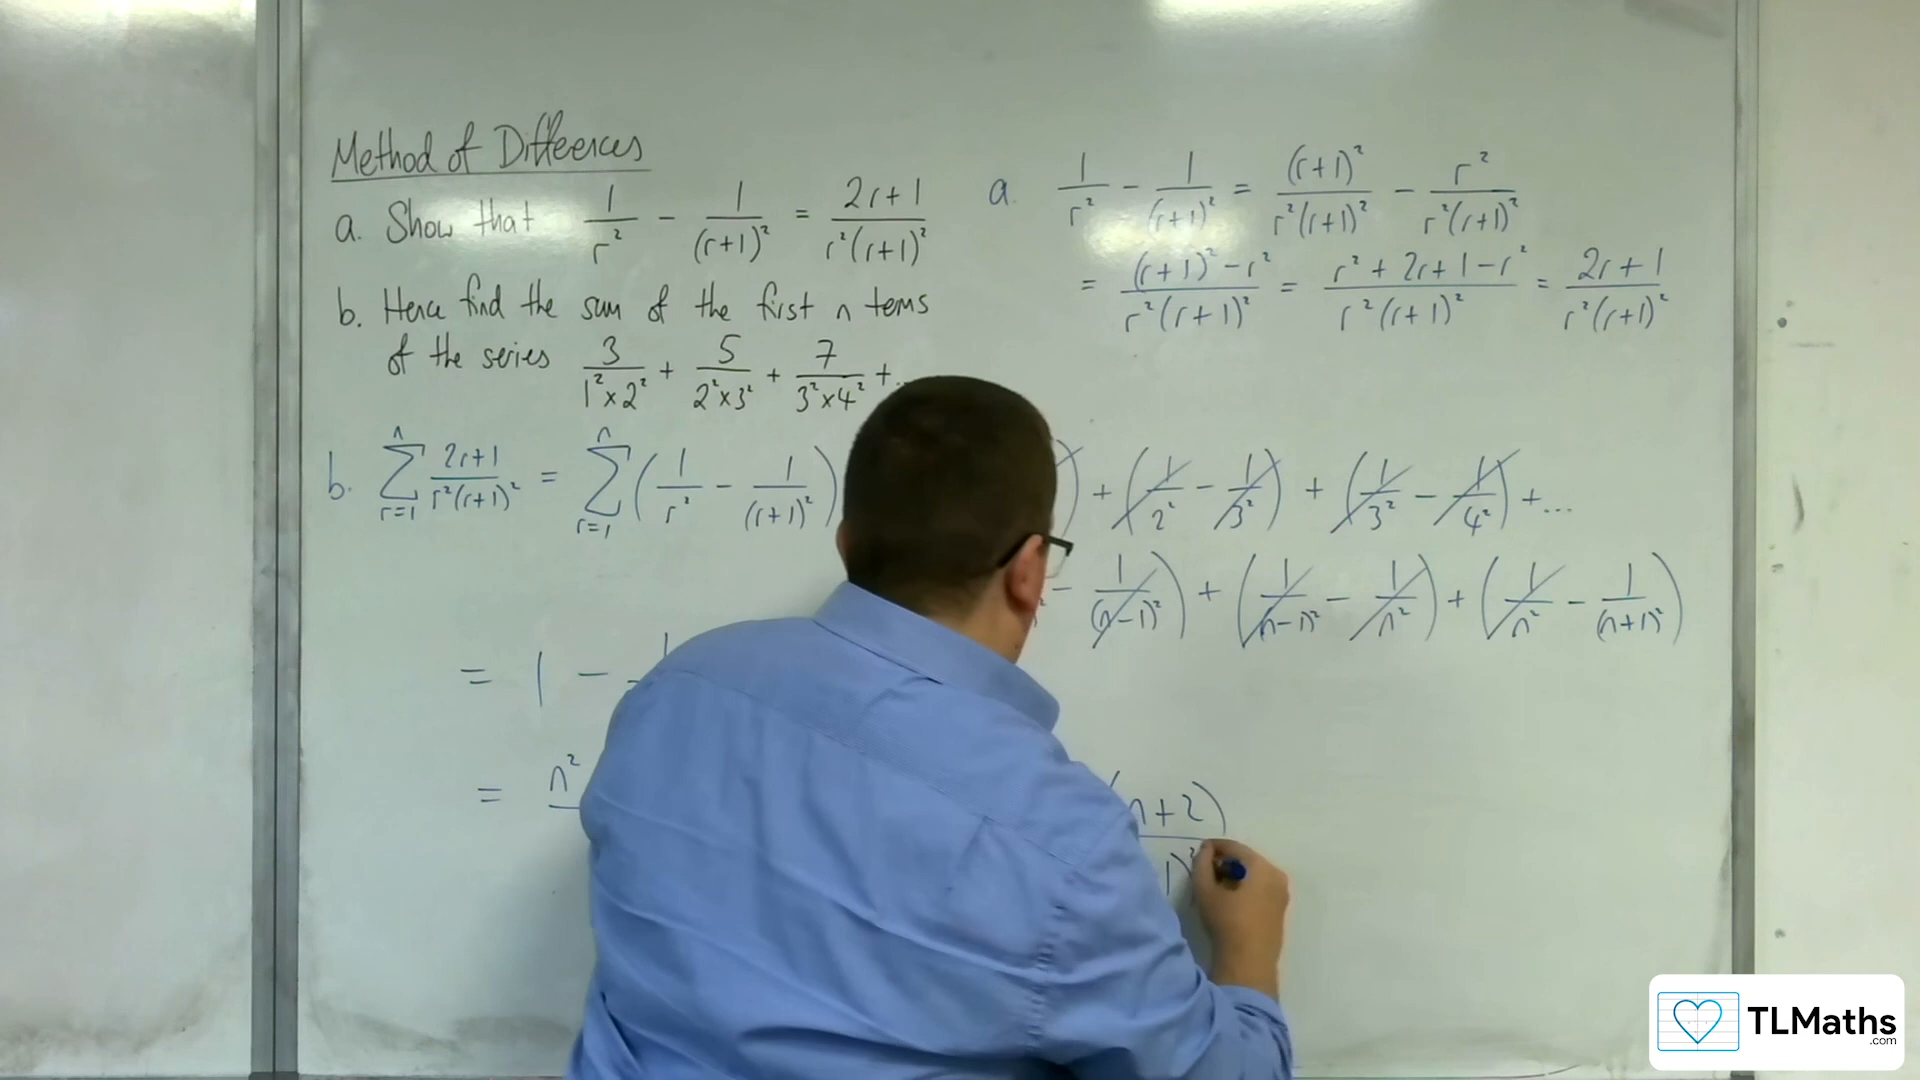 Method of Differences
a. Show that 1/r² − 1/(r+1)² = 2r+1/r²(r+1)²
b. Hence find the sum of the first n terms
of the series 3/1²×2² + 5/2²×3² + 7/3²×4² + ..
a. 1/r² − 1/(r+1)² = (r+1)²/r²(r+1)² − r²/r²(r+1)²
= (r+1)²−r²/r²(r+1)² = r²+2r+1−r²/r²(r+1)² = 2r+1/r²(r+1)²
b. n Σ r=1 2r+1/r²(r+1)² = n Σ r=1 (1/r² − 1/(r+1)²) ) + (1/2² − 1/3²) + (1/3² − 1/4²) + ...
− 1/(n−1)²) + (1/(n−1)² − 1/n²) + (1/n² − 1/(n+1)²)
= 1 −
= n² (n+2) 1)²
TLMaths
.com